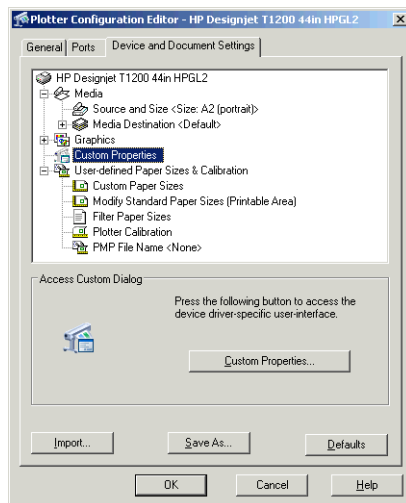 Plotter Configuration Editor - HP Designjet T1200 44in HPGL2
General
Ports
Device and Document Settings
HP Designjet T1200 44in HPGL2
Media
Source and Size <Size: A2 (portrait)>
Media Destination <Default>
Graphics
Custom Properties
User-defined Paper Sizes & Calibration
Custom Paper Sizes
Modify Standard Paper Sizes (Printable Area)
Filter Paper Sizes
Plotter Calibration
PMP File Name <None>
Access Custom Dialog
Press the following button to access the
device driver-specific user-interface.
Custom Properties...
Import...
Save As...
Defaults
OK
Cancel
Help